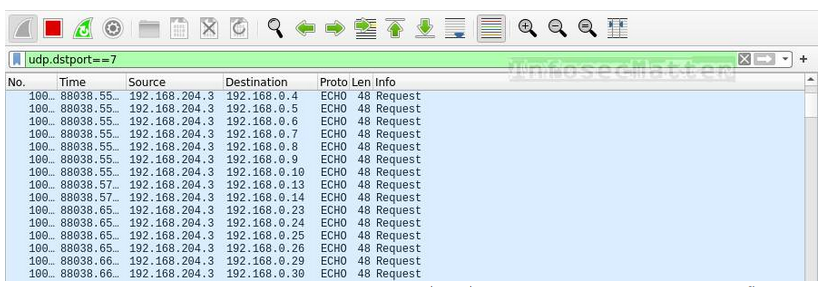 udp.dstport==7
InfosecMatter
No. Time Source Destination Proto Len Info
100… 88038.55… 192.168.204.3 192.168.0.4 ECHO 48 Request
100… 88038.55… 192.168.204.3 192.168.0.5 ECHO 48 Request
100… 88038.55… 192.168.204.3 192.168.0.6 ECHO 48 Request
100… 88038.55… 192.168.204.3 192.168.0.7 ECHO 48 Request
100… 88038.55… 192.168.204.3 192.168.0.8 ECHO 48 Request
100… 88038.55… 192.168.204.3 192.168.0.9 ECHO 48 Request
100… 88038.55… 192.168.204.3 192.168.0.10 ECHO 48 Request
100… 88038.57… 192.168.204.3 192.168.0.13 ECHO 48 Request
100… 88038.57… 192.168.204.3 192.168.0.14 ECHO 48 Request
100… 88038.65… 192.168.204.3 192.168.0.23 ECHO 48 Request
100… 88038.65… 192.168.204.3 192.168.0.24 ECHO 48 Request
100… 88038.65… 192.168.204.3 192.168.0.25 ECHO 48 Request
100… 88038.65… 192.168.204.3 192.168.0.26 ECHO 48 Request
100… 88038.66… 192.168.204.3 192.168.0.29 ECHO 48 Request
100… 88038.66… 192.168.204.3 192.168.0.30 ECHO 48 Request